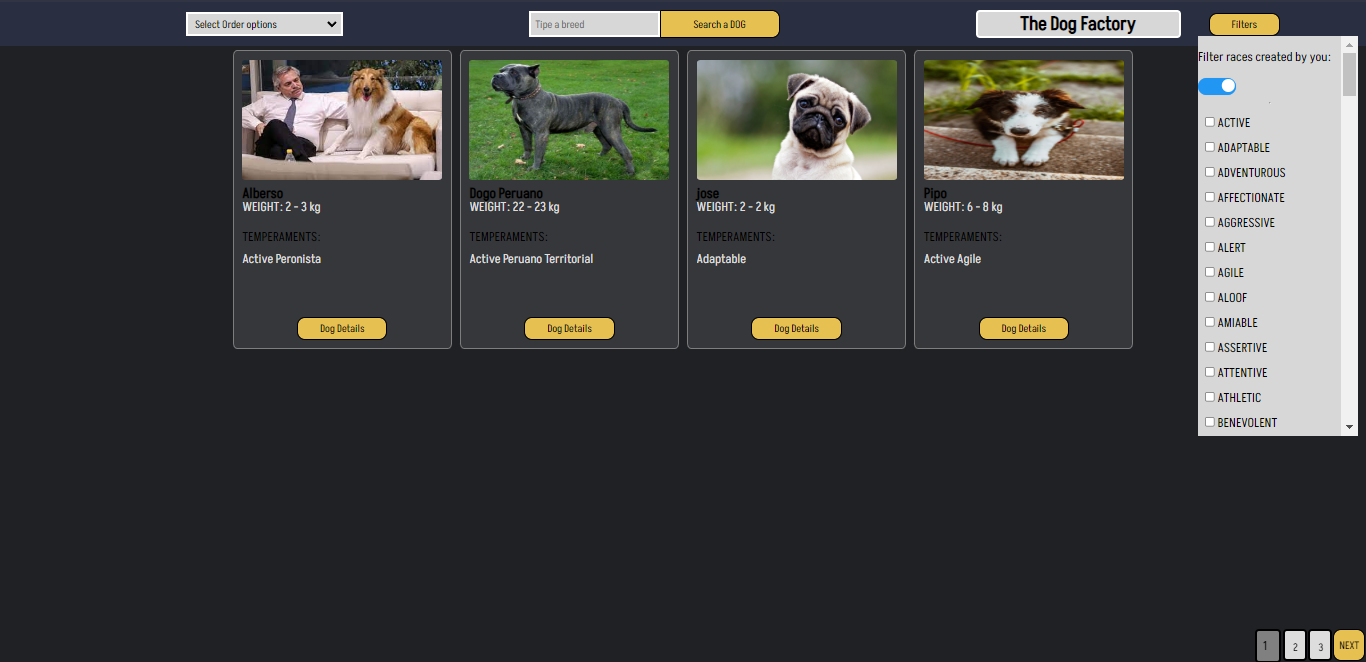 Select Order options
Tipe a breed
Search a DOG
The Dog Factory
Filters
Filter races created by you:
ACTIVE
ADAPTABLE
ADVENTUROUS
AFFECTIONATE
AGGRESSIVE
ALERT
AGILE
ALOOF
AMIABLE
ASSERTIVE
ATTENTIVE
ATHLETIC
BENEVOLENT
Alberso
WEIGHT: 2 - 3 kg
TEMPERAMENTS:
Active Peronista
Dog Details
Dogo Peruano
WEIGHT: 22 - 23 kg
TEMPERAMENTS:
Active Peruano Territorial
Dog Details
jose
WEIGHT: 2 - 2 kg
TEMPERAMENTS:
Adaptable
Dog Details
Pipo
WEIGHT: 6 - 8 kg
TEMPERAMENTS:
Active Agile
Dog Details
1 2 3 NEXT